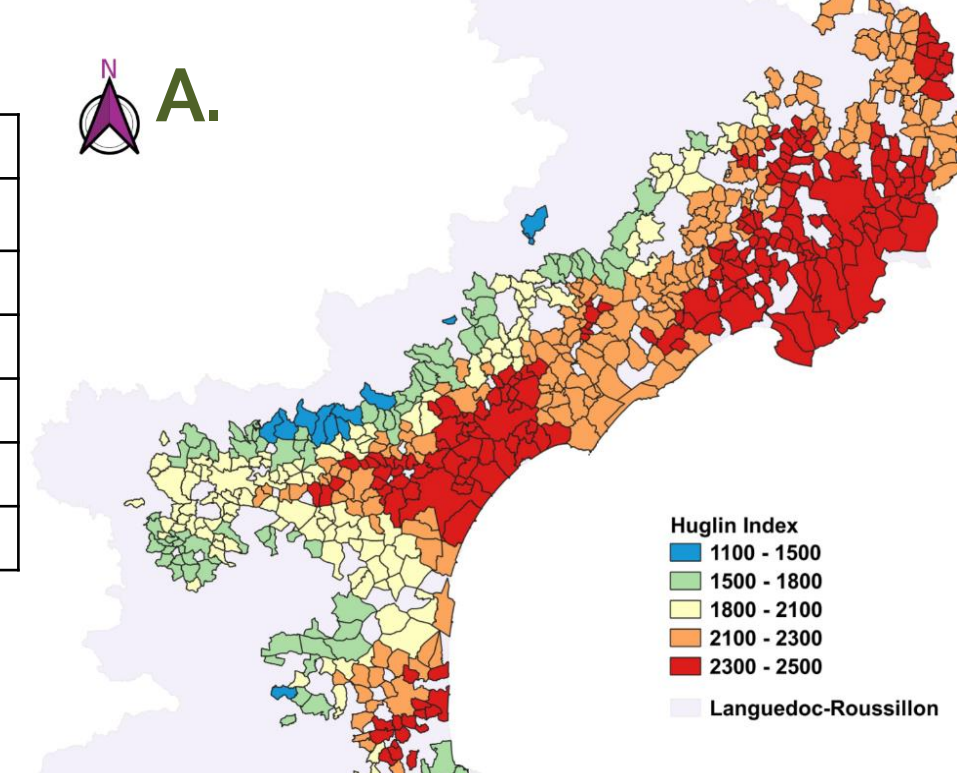 N
A.
Huglin Index
1100 - 1500
1500 - 1800
1800 - 2100
2100 - 2300
2300 - 2500
Languedoc-Roussillon